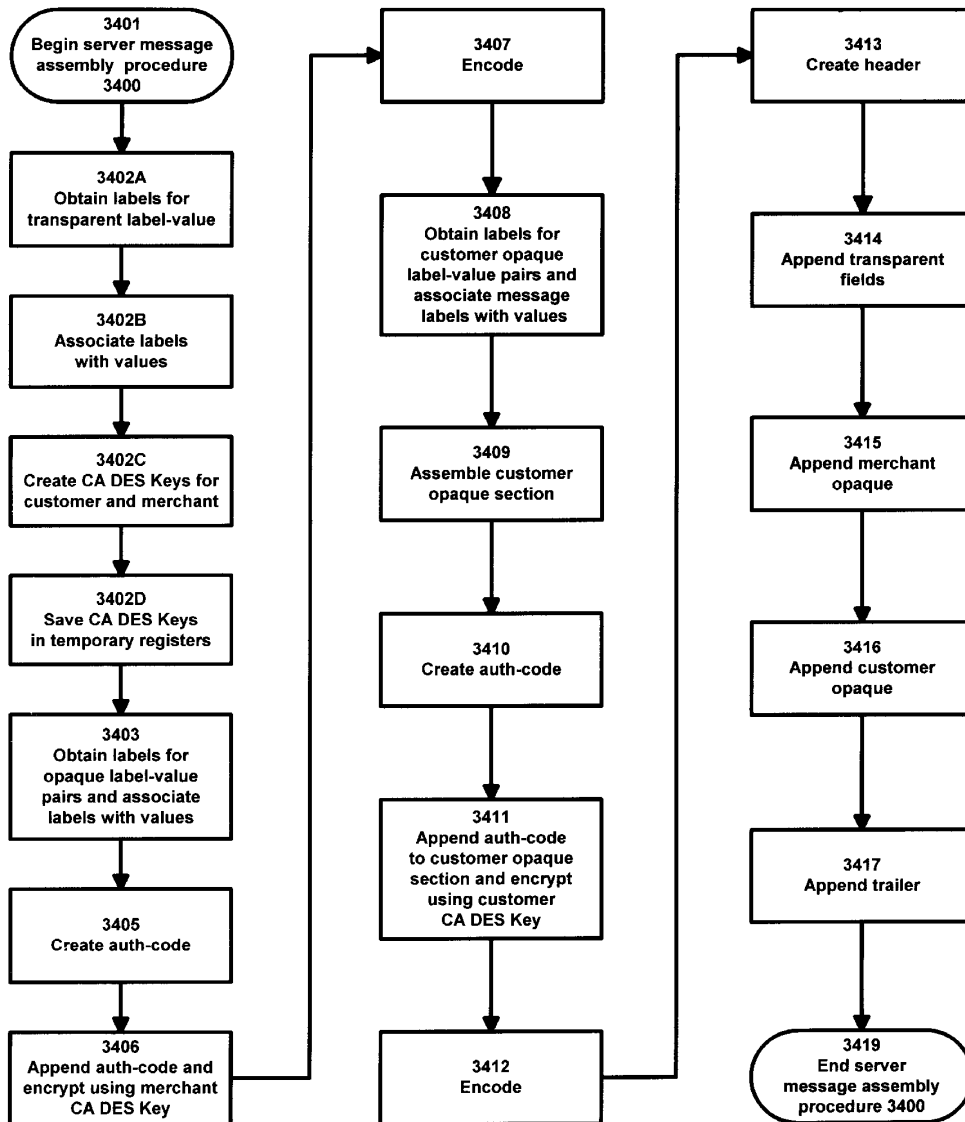 3401
Begin server message
assembly procedure
3400
3402A
Obtain labels for
transparent label-value
3402B
Associate labels
with values
3402C
Create CA DES Keys for
customer and merchant
3402D
Save CA DES Keys
in temporary registers
3403
Obtain labels for
opaque label-value
pairs and associate
labels with values
3405
Create auth-code
3406
Append auth-code and
encrypt using merchant
CA DES Key
3407
Encode
3408
Obtain labels for
customer opaque
label-value pairs and
associate message
labels with values
3409
Assemble customer
opaque section
3410
Create auth-code
3411
Append auth-code
to customer opaque
section and encrypt
using customer
CA DES Key
3412
Encode
3413
Create header
3414
Append transparent
fields
3415
Append merchant
opaque
3416
Append customer
opaque
3417
Append trailer
3419
End server
message assembly
procedure 3400